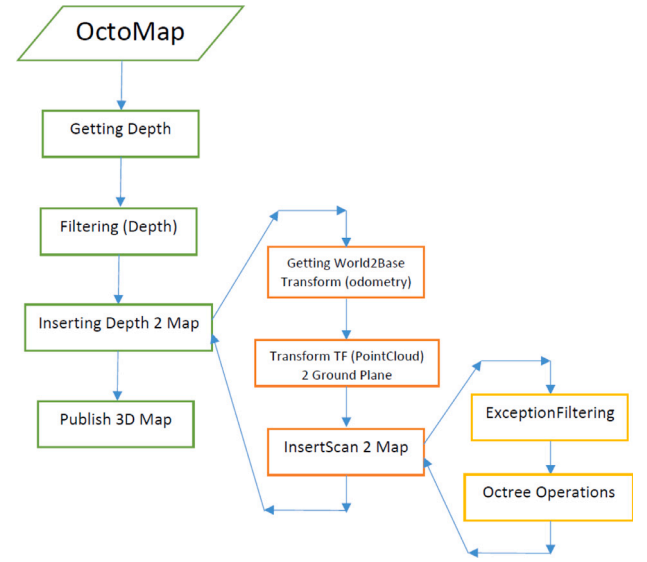 OctoMap
Getting Depth
Filtering (Depth)
Inserting Depth 2 Map
Publish 3D Map
Getting World2Base
Transform (odometry)
Transform TF (PointCloud)
2 Ground Plane
InsertScan 2 Map
ExceptionFiltering
Octree Operations